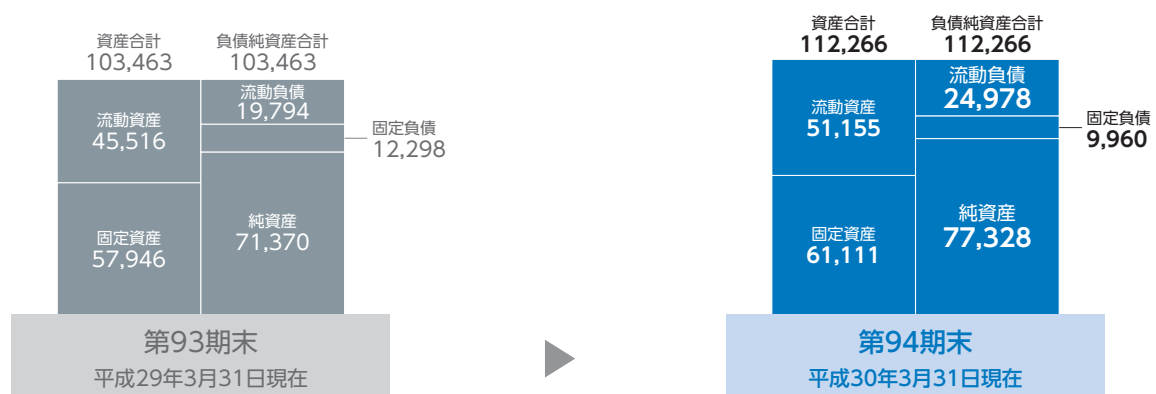 資産合計
103,463
負債純資産合計
103,463
流動資産
45,516
固定資産
57,946
流動負債
19,794
固定負債
12,298
純資産
71,370
第93期末
平成29年3月31日現在
資産合計
112,266
負債純資産合計
112,266
流動資産
51,155
固定資産
61,111
流動負債
24,978
固定負債
9,960
純資産
77,328
第94期末
平成30年3月31日現在